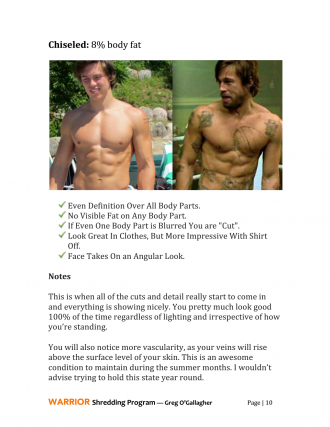 Chiseled: 8% body fat
Even Definition Over All Body Parts.
No Visible Fat on Any Body Part.
If Even One Body Part is Blurred You are "Cut".
Look Great In Clothes, But More Impressive With Shirt
Off.
Face Takes On an Angular Look.
Notes
This is when all of the cuts and detail really start to come in
and everything is showing nicely. You pretty much look good
100% of the time regardless of lighting and irrespective of how
you're standing.
You will also notice more vascularity, as your veins will rise
above the surface level of your skin. This is an awesome
condition to maintain during the summer months. I wouldn't
advise trying to hold this state year round.
WARRIOR Shredding Program — Greg O'Gallagher Page | 10